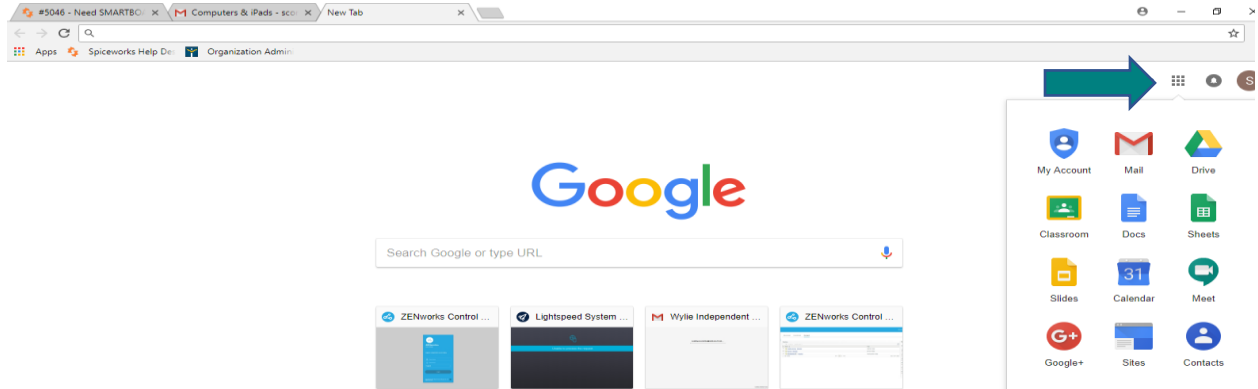 #5046 - Need SMARTBO
Computers & iPads - sco
New Tab
Apps
Spiceworks Help De
Organization Admin
S
Google
Search Google or type URL
ZENworks Control ...
Lightspeed System ...
Wylie Independent ...
ZENworks Control ...
My Account
Mail
Drive
Classroom
Docs
Sheets
31
Slides
Calendar
Meet
G+
Google+
Sites
Contacts